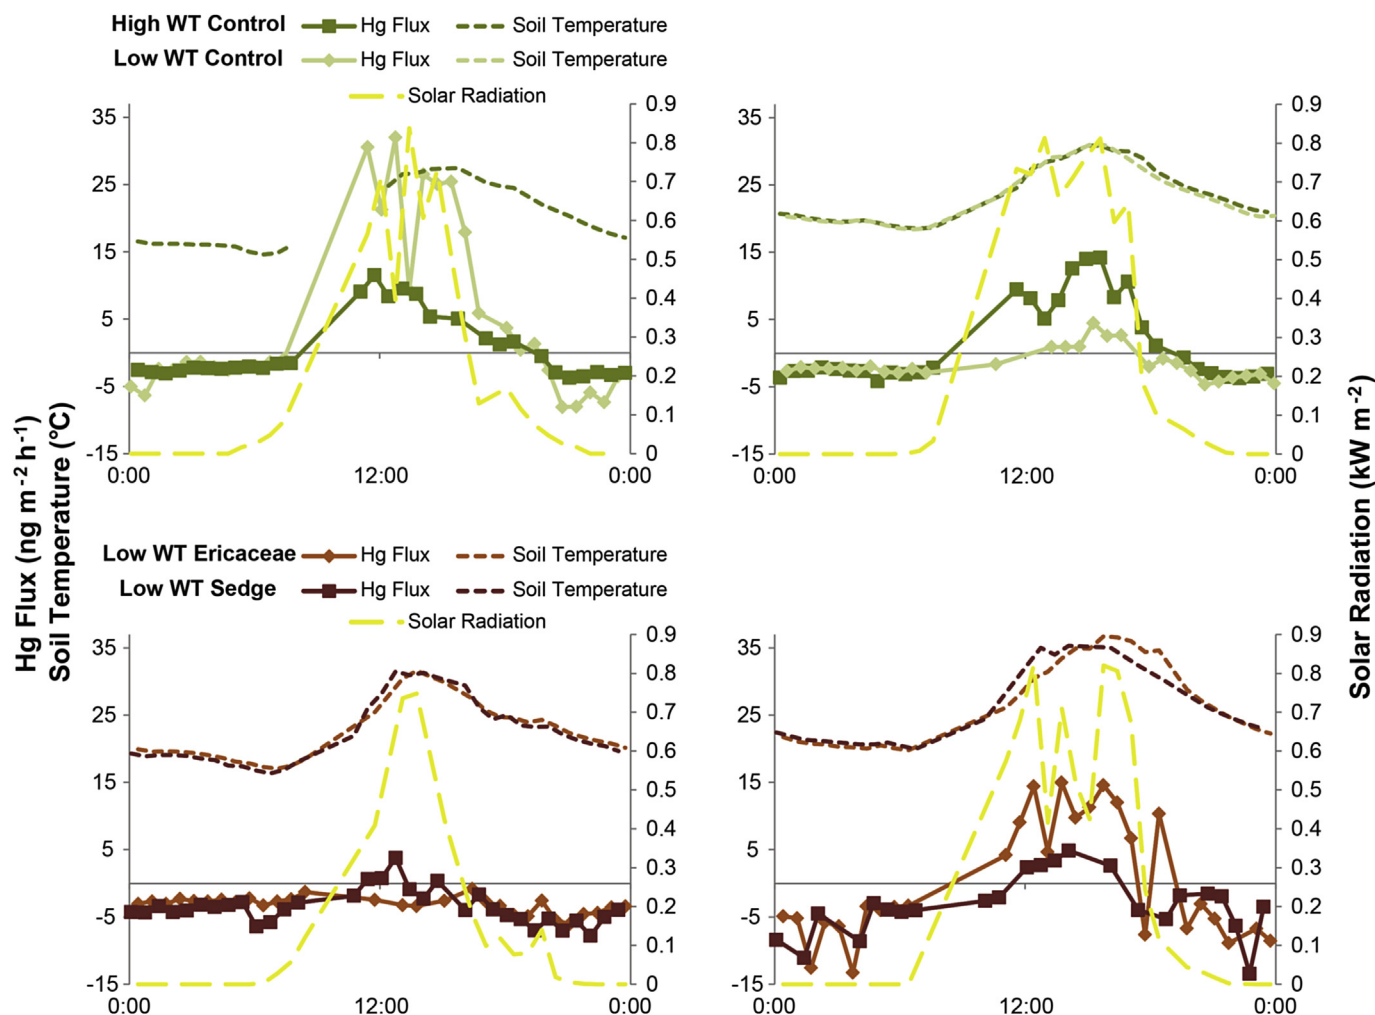 High WT Control Hg Flux Soil Temperature
Low WT Control Hg Flux Soil Temperature
Solar Radiation
35 0.9 35 0.9
0.8 0.8
25 0.7 25 0.7
0.6 0.6
15 0.5 15 0.5
0.4 0.4
5 0.3 5 0.3
-5 0.2 -5 0.2
0.1 0.1
-15 0 -15 0
0:00 12:00 0:00 0:00 12:00 0:00
Hg Flux (ng m-2 h-1)
Soil Temperature (°C)
Solar Radiation (kW m-2)
Low WT Ericaceae Hg Flux Soil Temperature
Low WT Sedge Hg Flux Soil Temperature
Solar Radiation
35 0.9 35 0.9
0.8 0.8
25 0.7 25 0.7
0.6 0.6
15 0.5 15 0.5
0.4 0.4
5 0.3 5 0.3
-5 0.2 -5 0.2
0.1 0.1
-15 0 -15 0
0:00 12:00 0:00 0:00 12:00 0:00